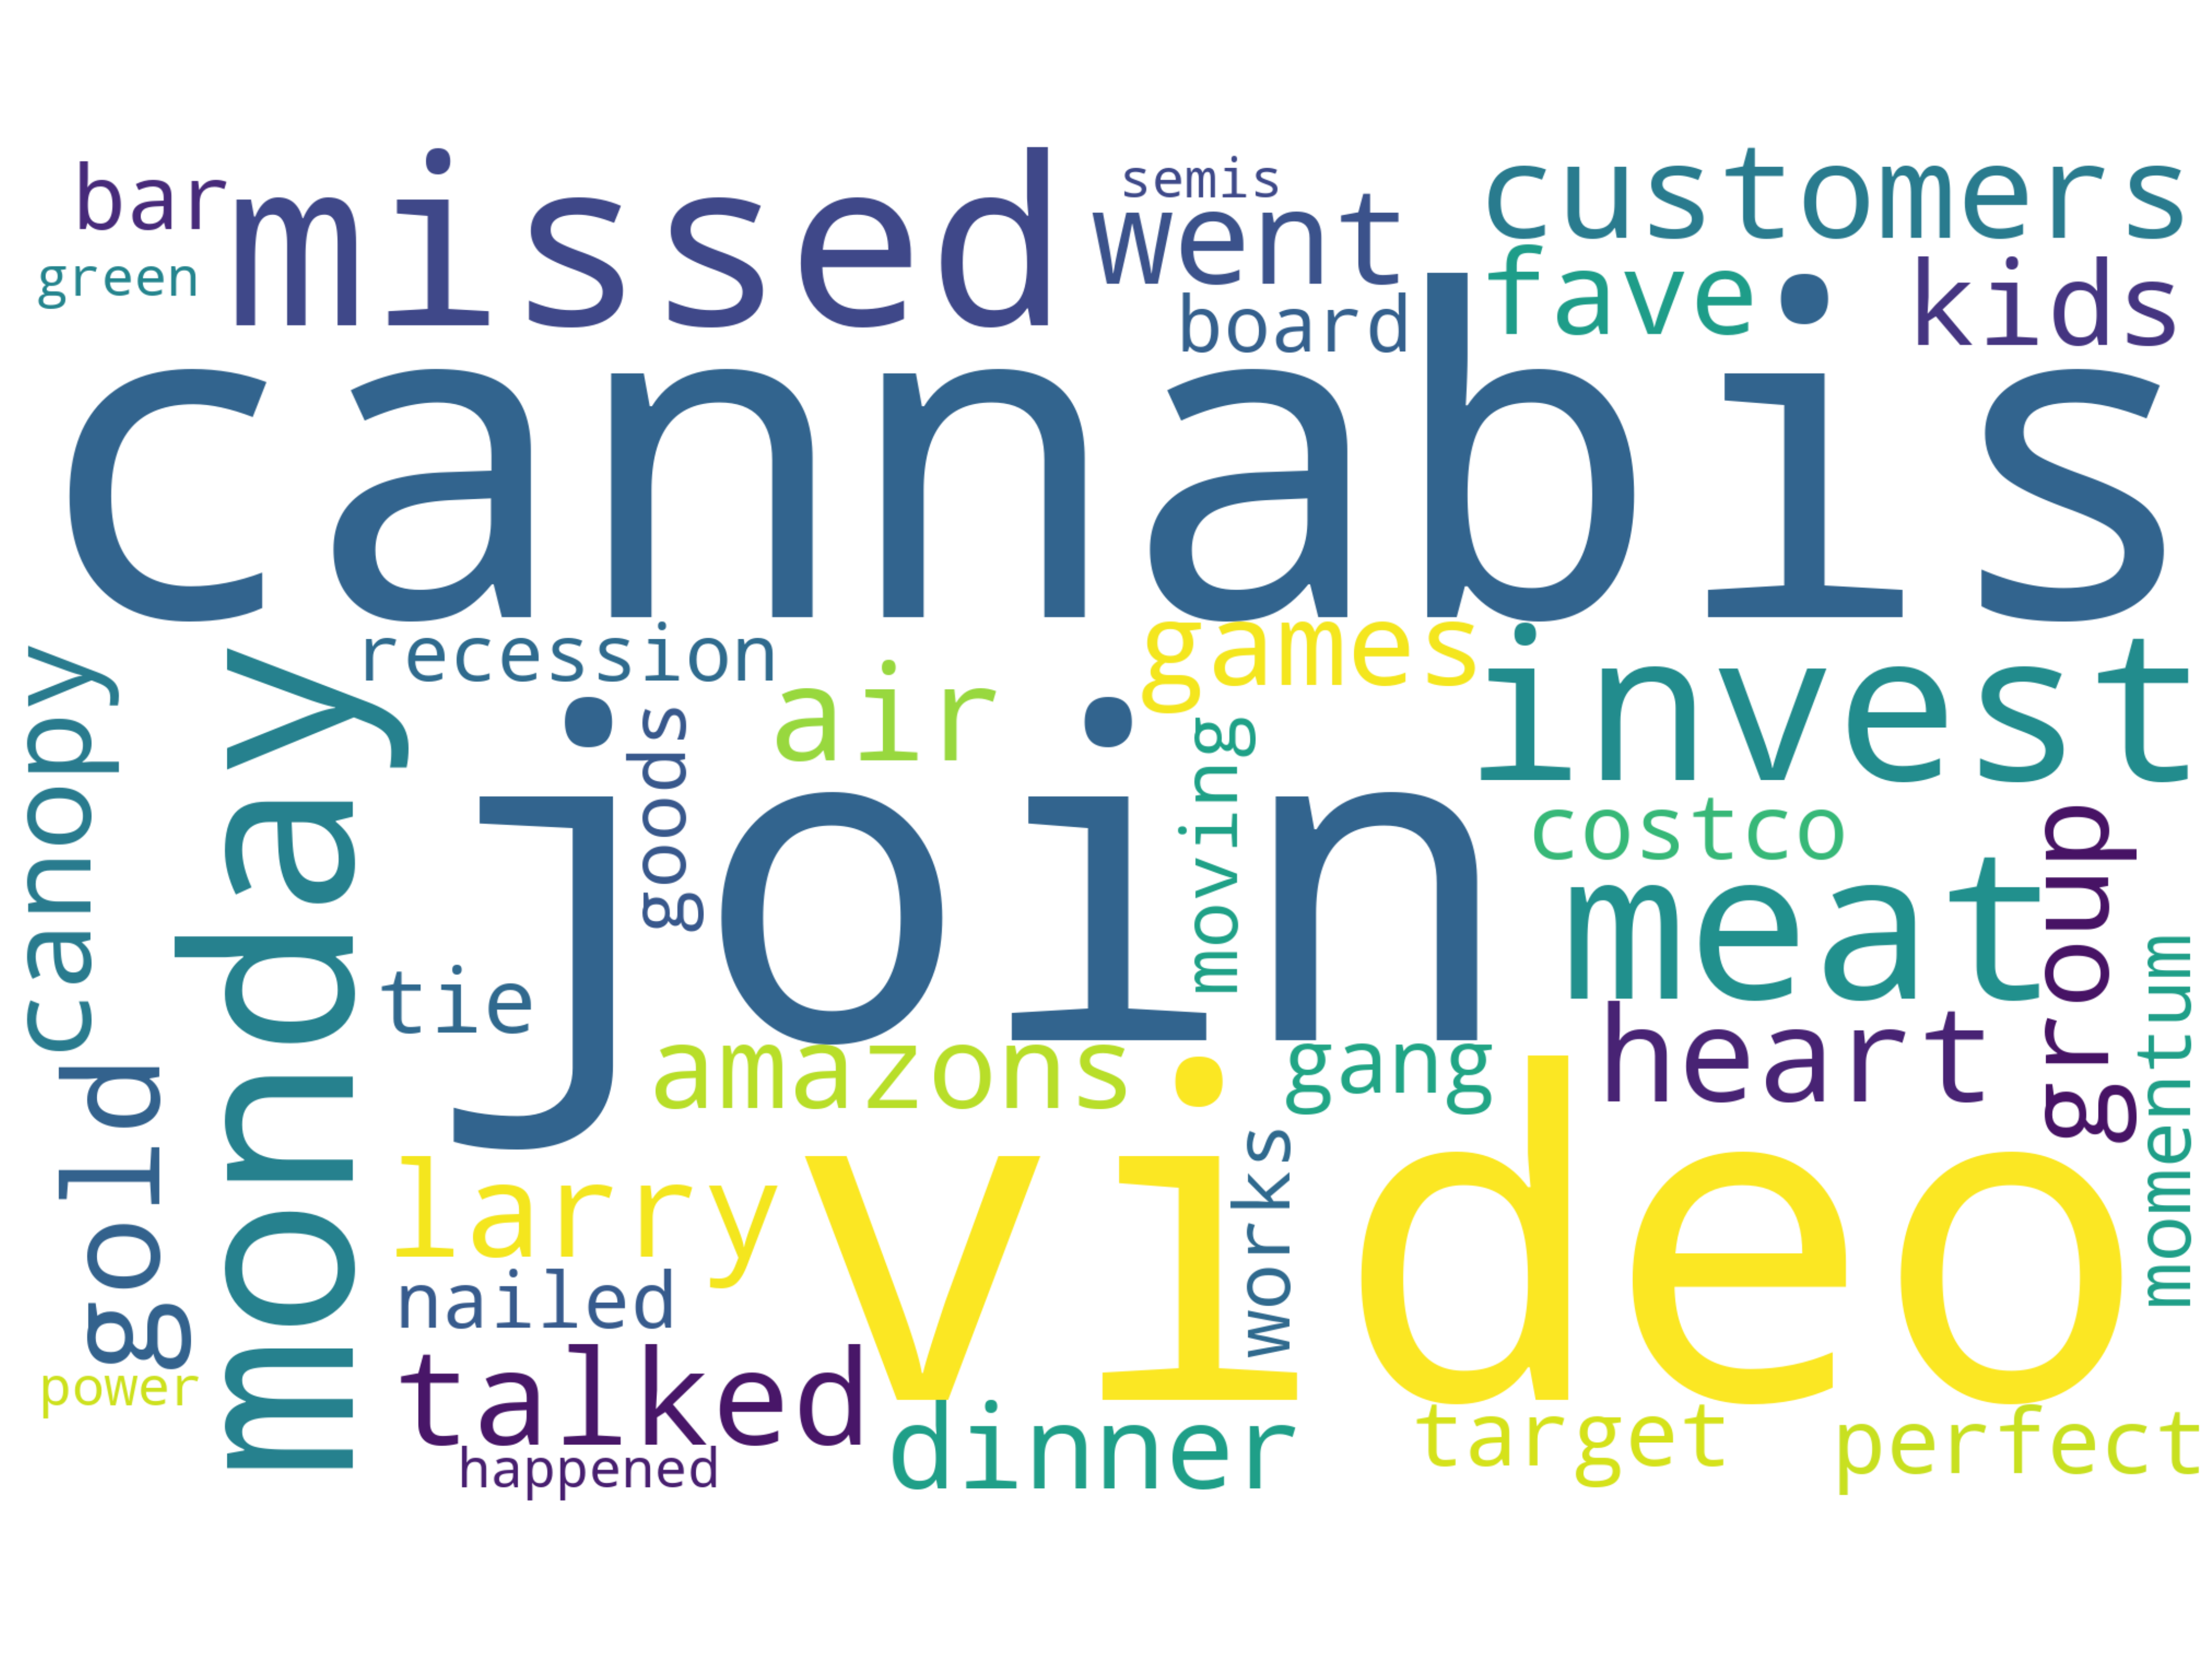 bar
missed
semis
went
customers
green
board
fave
kids
cannabis
recession
games
invest
air
canopy
monday
goods
join
moving
costco
meat
group
tie
heart
momentum
amazons
gang
gold
larry
video
works
nailed
power
talked
dinner
target
perfect
happened